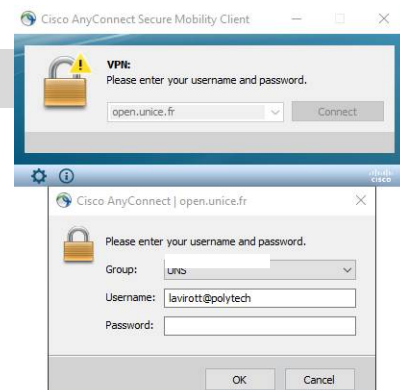 Cisco AnyConnect Secure Mobility Client
VPN:
Please enter your username and password.
open.unice.fr
Connect
cisco
Cisco AnyConnect | open.unice.fr
Please enter your username and password.
Group: UNS
Username: lavirott@polytech
Password:
OK Cancel